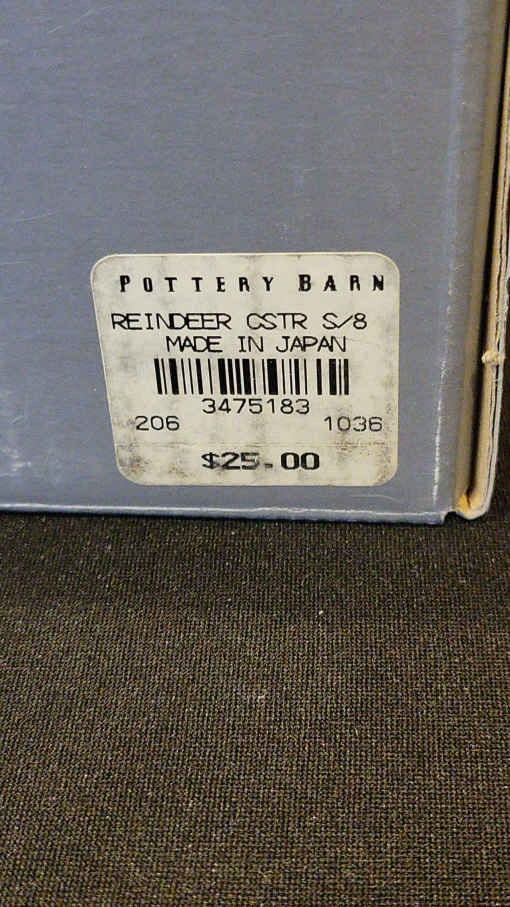 POTTERY BARN
REINDEER CSTR S/8
MADE IN JAPAN
3475183
206 1036
$25.00